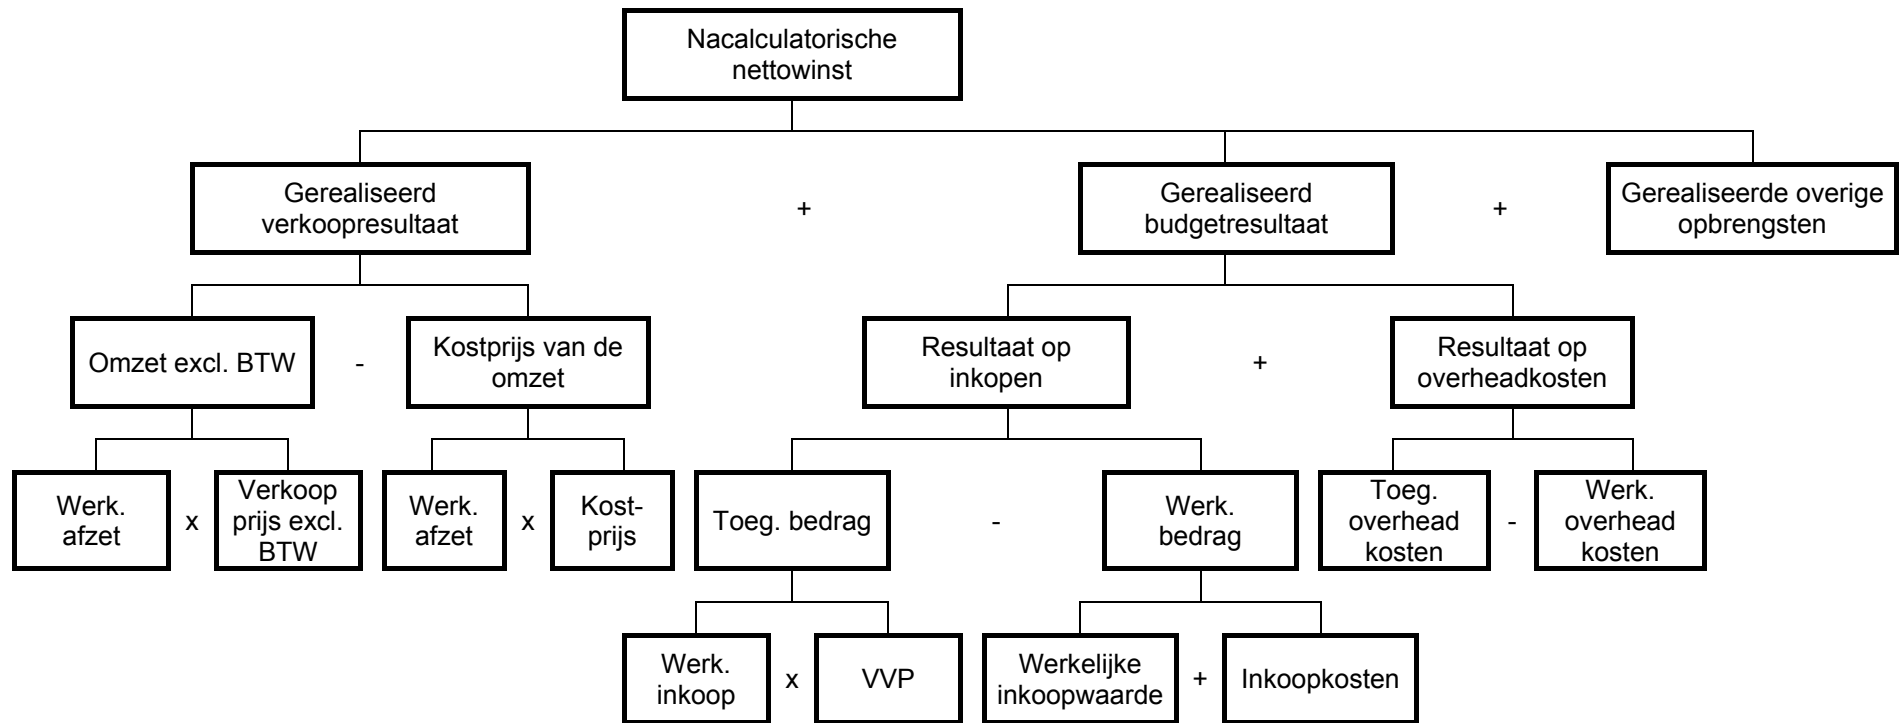 Nacalculatorische
nettowinst
Gerealiseerd
verkoopresultaat
+
Gerealiseerd
budgetresultaat
+
Gerealiseerde overige
opbrengsten
Omzet excl. BTW
-
Kostprijs van de
omzet
Resultaat op
inkopen
+
Resultaat op
overheadkosten
Werk.
afzet
x
Verkoop
prijs excl.
BTW
Werk.
afzet
x
Kost-
prijs
Toeg. bedrag
-
Werk.
bedrag
Toeg.
overhead
kosten
-
Werk.
overhead
kosten
Werk.
inkoop
x
VVP
Werkelijke
inkoopwaarde
+
Inkoopkosten